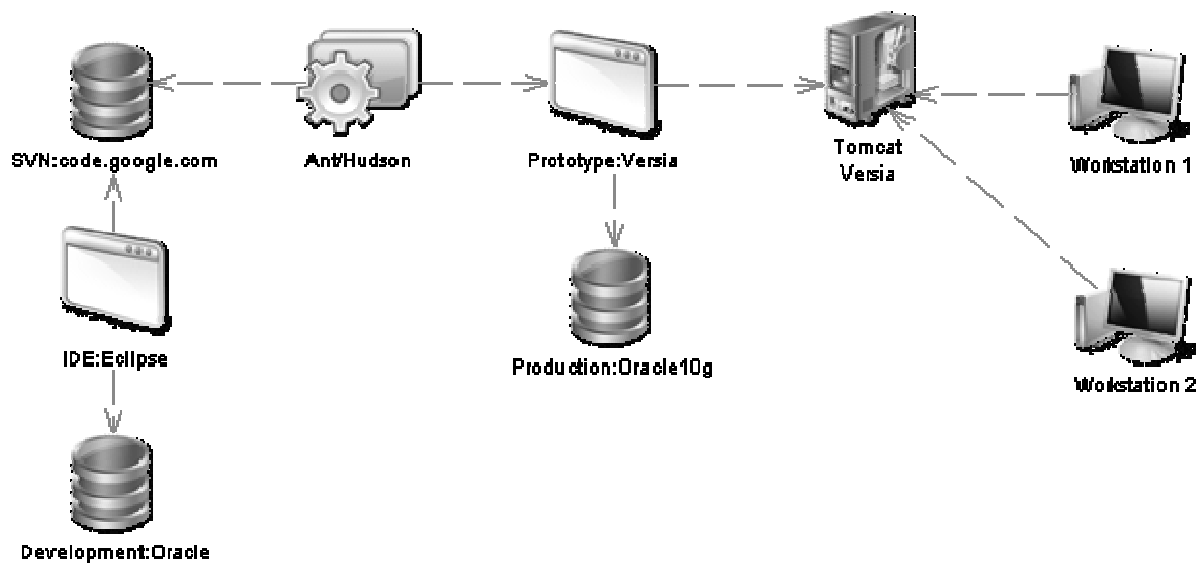 SVN:code.google.com
Ant/Hudson
Prototype:Versia
Tomcat
Versia
Workstation 1
IDE:Eclipse
Production:Oracle10g
Workstation 2
Development:Oracle